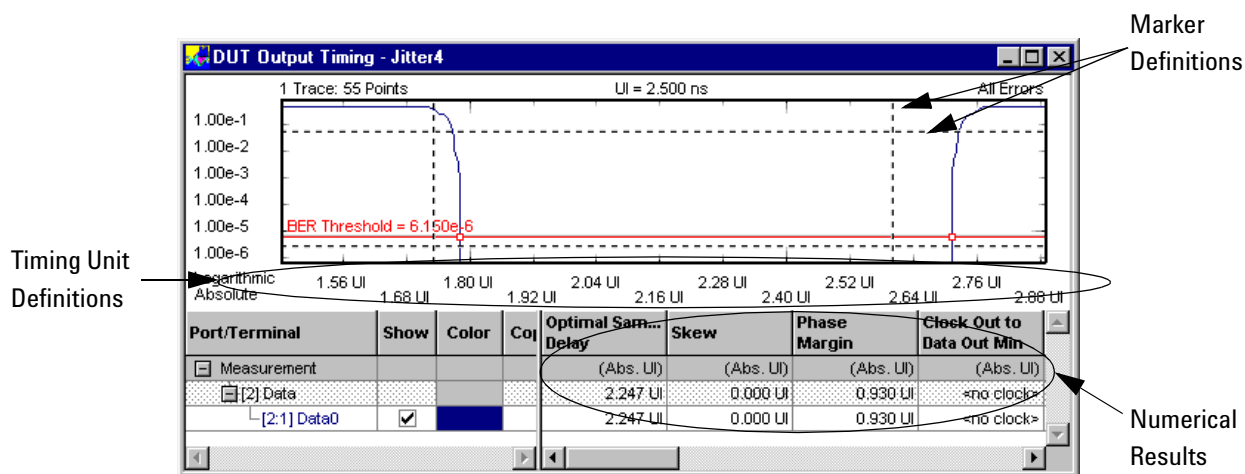 Marker
Definitions
DUT Output Timing - Jitter4
1 Trace: 55 Points UI = 2.500 ns All Errors
1.00e-1
1.00e-2
1.00e-3
1.00e-4
1.00e-5
BER Threshold = 6.150e-6
1.00e-6
Timing Unit
Definitions
Logarithmic
Absolute
1.56 UI 1.80 UI 2.04 UI 2.28 UI 2.52 UI 2.76 UI
1.68 UI 1.92 UI 2.16 UI 2.40 UI 2.64 UI 2.88 UI
Port/Terminal Show Color Cop Optimal Sam... Delay Skew Phase Margin Clock Out to Data Out Min
Measurement (Abs. UI) (Abs. UI) (Abs. UI) (Abs. UI)
[2] Data 2.247 UI 0.000 UI 0.930 UI <no clock>
[2:1] Data0 2.247 UI 0.000 UI 0.930 UI <no clock>
Numerical
Results